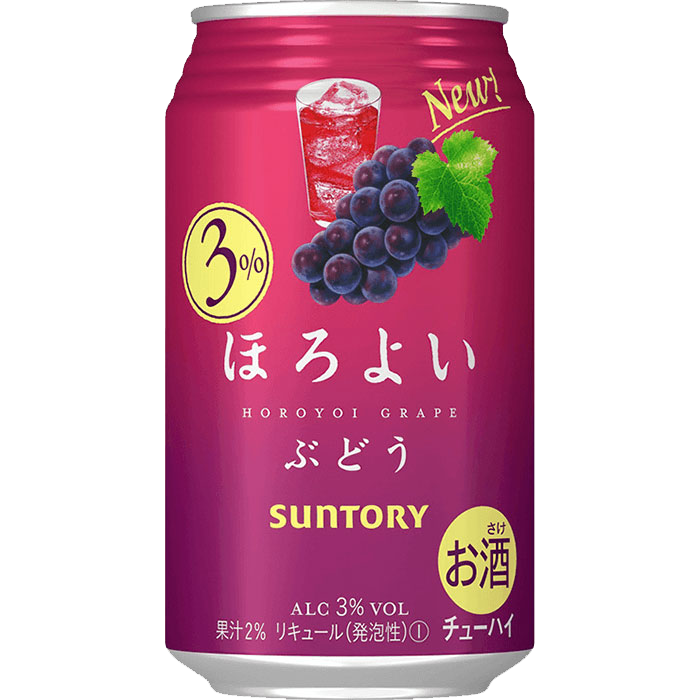 New!
3%
ほろよい
HOROYOI GRAPE
ぶどう
SUNTORY
さけ
お酒
ALC 3% VOL
果汁2% リキュール(発泡性)①
チューハイ